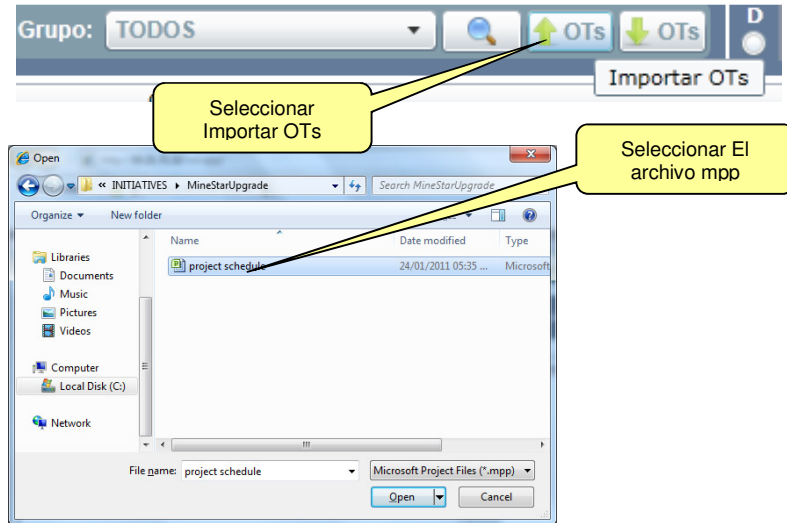 Grupo: TODOS OTs OTs D
Importar OTs
Seleccionar
Importar OTs
Seleccionar El
archivo mpp
Open
« INITIATIVES ▸ MineStarUpgrade Search MineStarUpgrade
Organize New folder
Name Date modified Type
Libraries
Documents
Music
Pictures
Videos
Computer
Local Disk (C:)
Network
project schedule 24/01/2011 05:35 ... Microsoft
File name: project schedule Microsoft Project Files (*.mpp)
Open Cancel